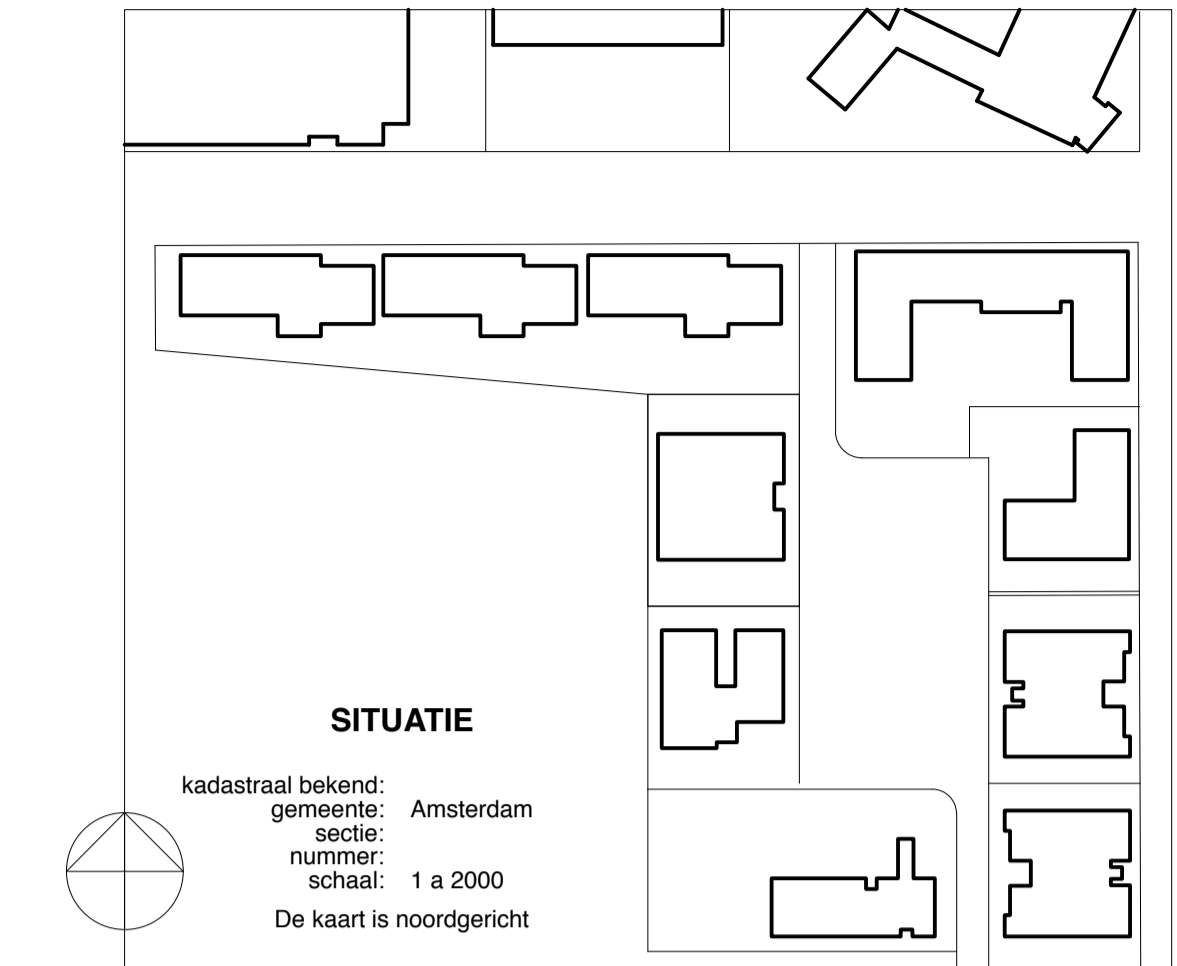 SITUATIE
kadastraal bekend:
gemeente: Amsterdam
sectie:
nummer:
schaal: 1 a 2000
De kaart is noordgericht